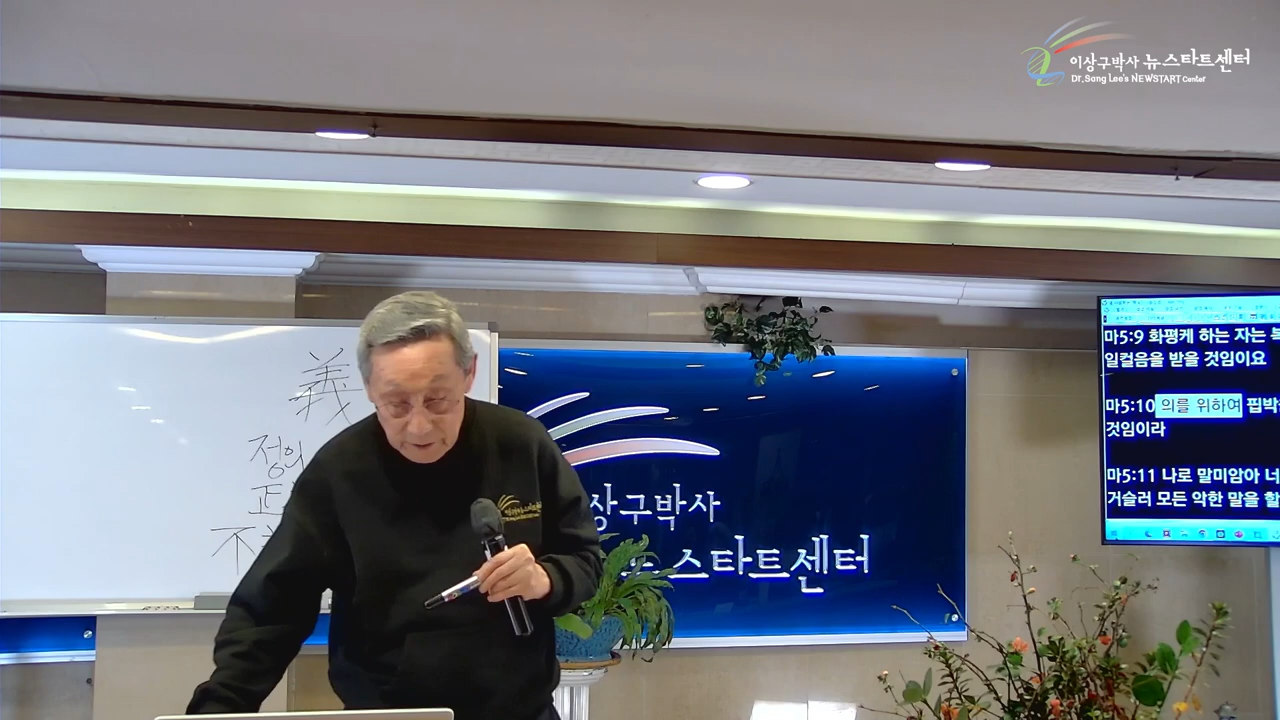 이상구박사 뉴스타트센터
Dr. Sang Lee's NEWSTART Center
義
정의
正
不
상구박사
뉴스타트센터
마5:9 화평케 하는 자는 복
일컬음을 받을 것임이요
마5:10 의를 위하여 핍박
것임이라
마5:11 나로 말미암아 너
거슬러 모든 악한 말을 할